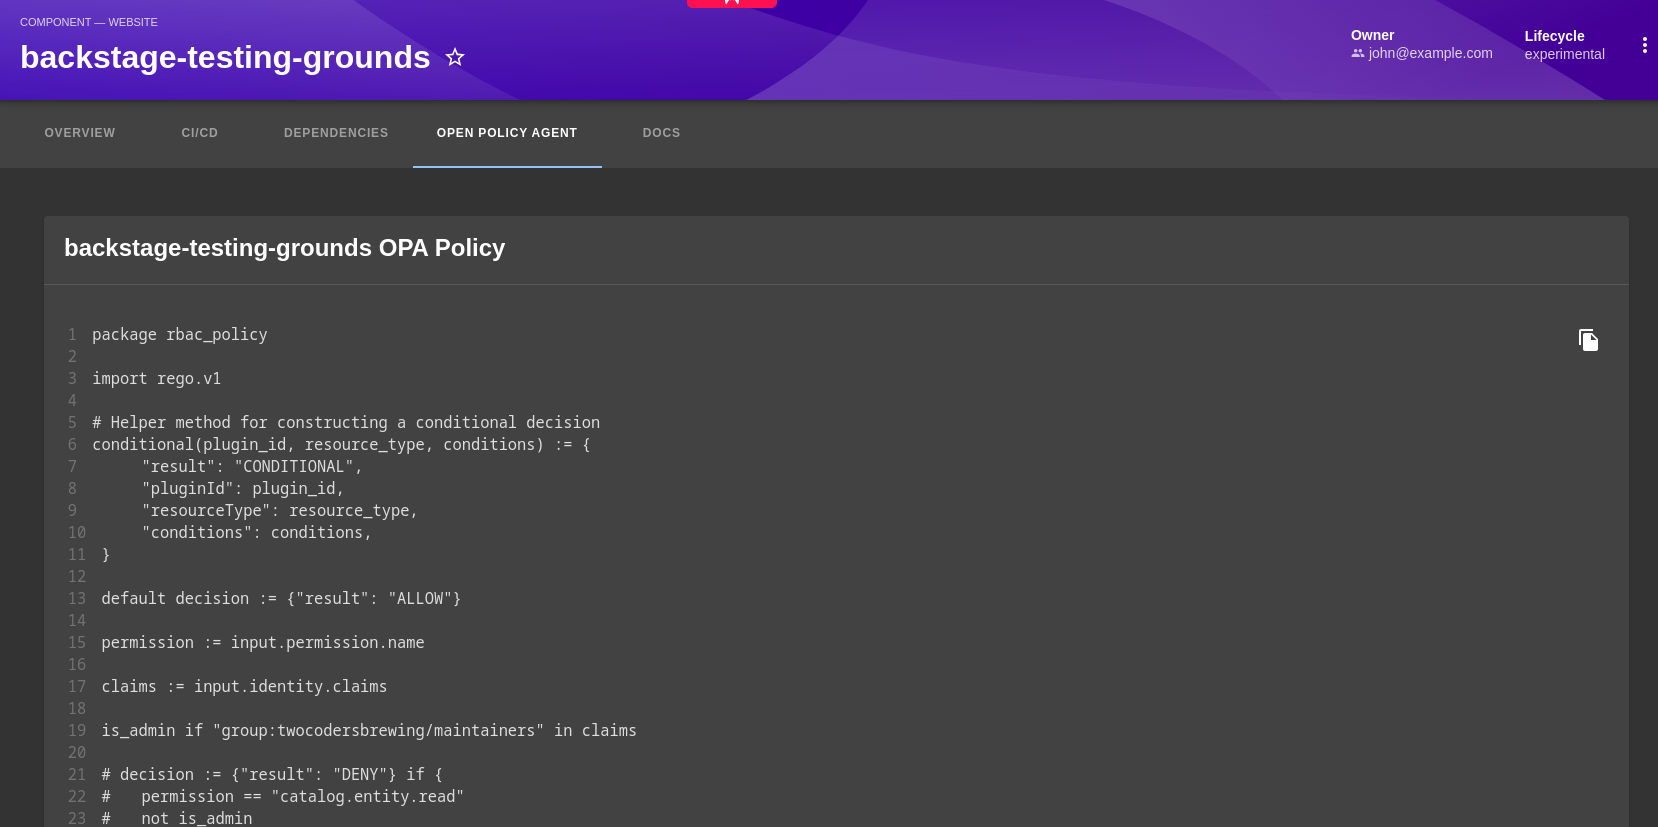 COMPONENT — WEBSITE
backstage-testing-grounds
Owner
john@example.com
Lifecycle
experimental
OVERVIEW CI/CD DEPENDENCIES OPEN POLICY AGENT DOCS
backstage-testing-grounds OPA Policy
1 package rbac_policy
2
3 import rego.v1
4
5 # Helper method for constructing a conditional decision
6 conditional(plugin_id, resource_type, conditions) := {
7     "result": "CONDITIONAL",
8     "pluginId": plugin_id,
9     "resourceType": resource_type,
10     "conditions": conditions,
11 }
12
13 default decision := {"result": "ALLOW"}
14
15 permission := input.permission.name
16
17 claims := input.identity.claims
18
19 is_admin if "group:twocodersbrewing/maintainers" in claims
20
21 # decision := {"result": "DENY"} if {
22 #   permission == "catalog.entity.read"
23 #   not is_admin